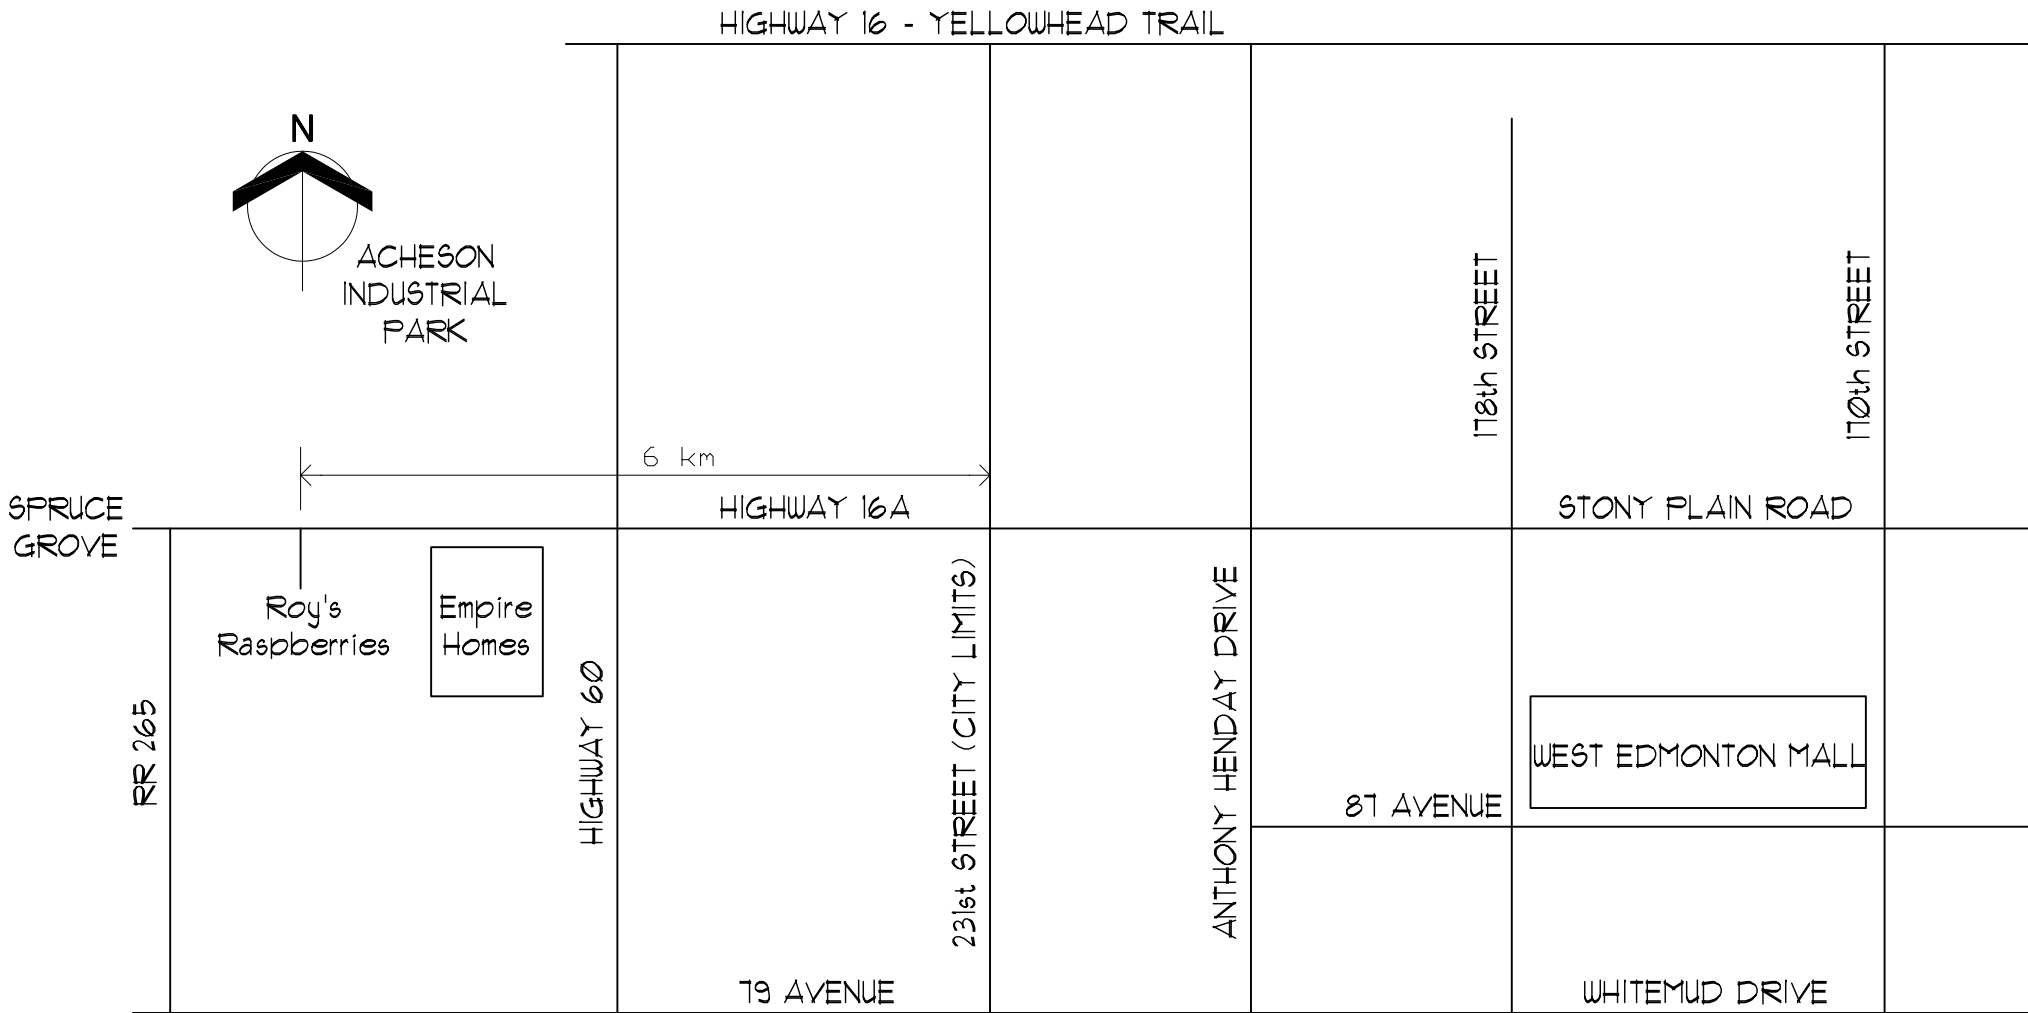 HIGHWAY 16 - YELLOWHEAD TRAIL
N
ACHESON
INDUSTRIAL
PARK
178th STREET
170th STREET
6 km
SPRUCE
GROVE
HIGHWAY 16A
STONY PLAIN ROAD
Roy's
Raspberries
Empire
Homes
RR 265
HIGHWAY 60
231st STREET (CITY LIMITS)
ANTHONY HENDAY DRIVE
WEST EDMONTON MALL
87 AVENUE
79 AVENUE
WHITEMUD DRIVE